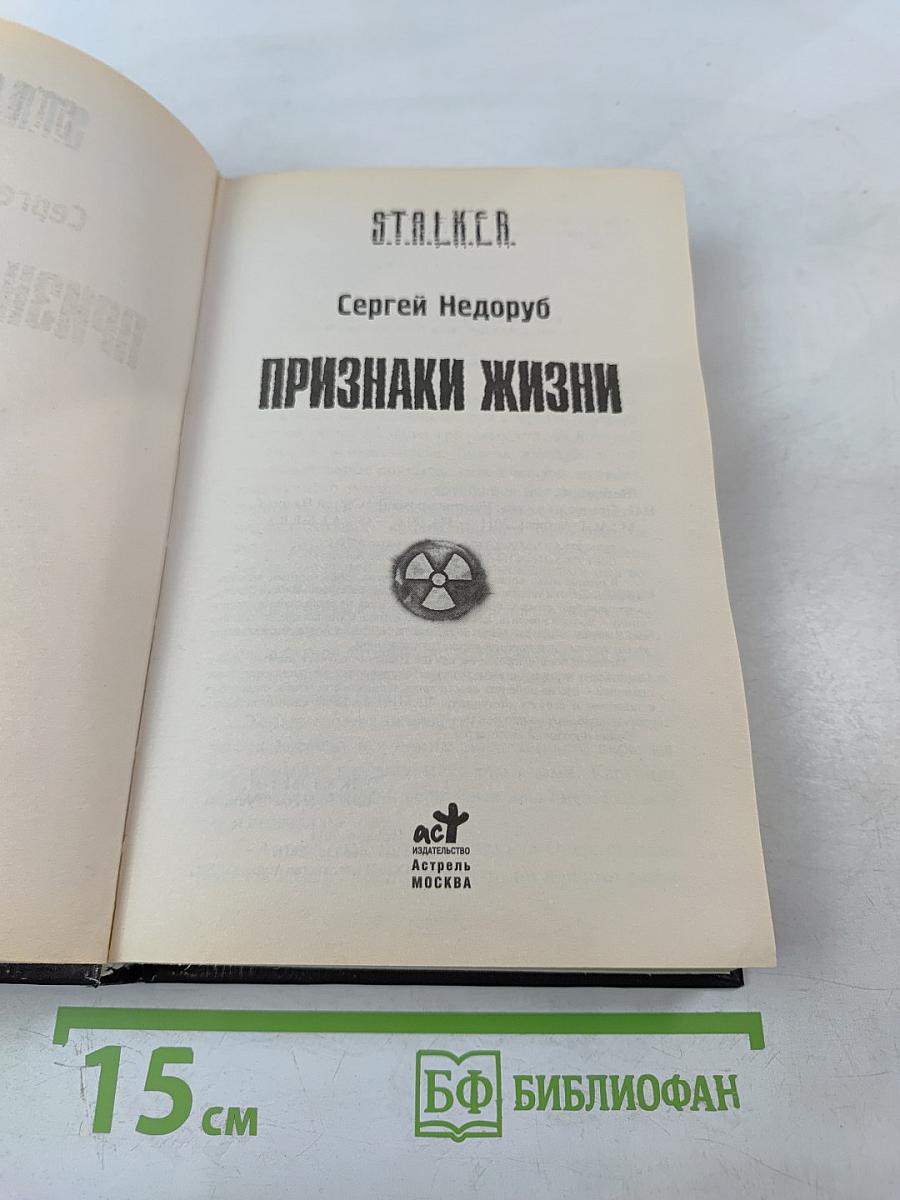 S.T.A.L.K.E.R.
Сергей Недоруб
ПРИЗНАКИ ЖИЗНИ
аст
ИЗДАТЕЛЬСТВО
Астрель
МОСКВА
15 см
БФ БИБЛИОФАН